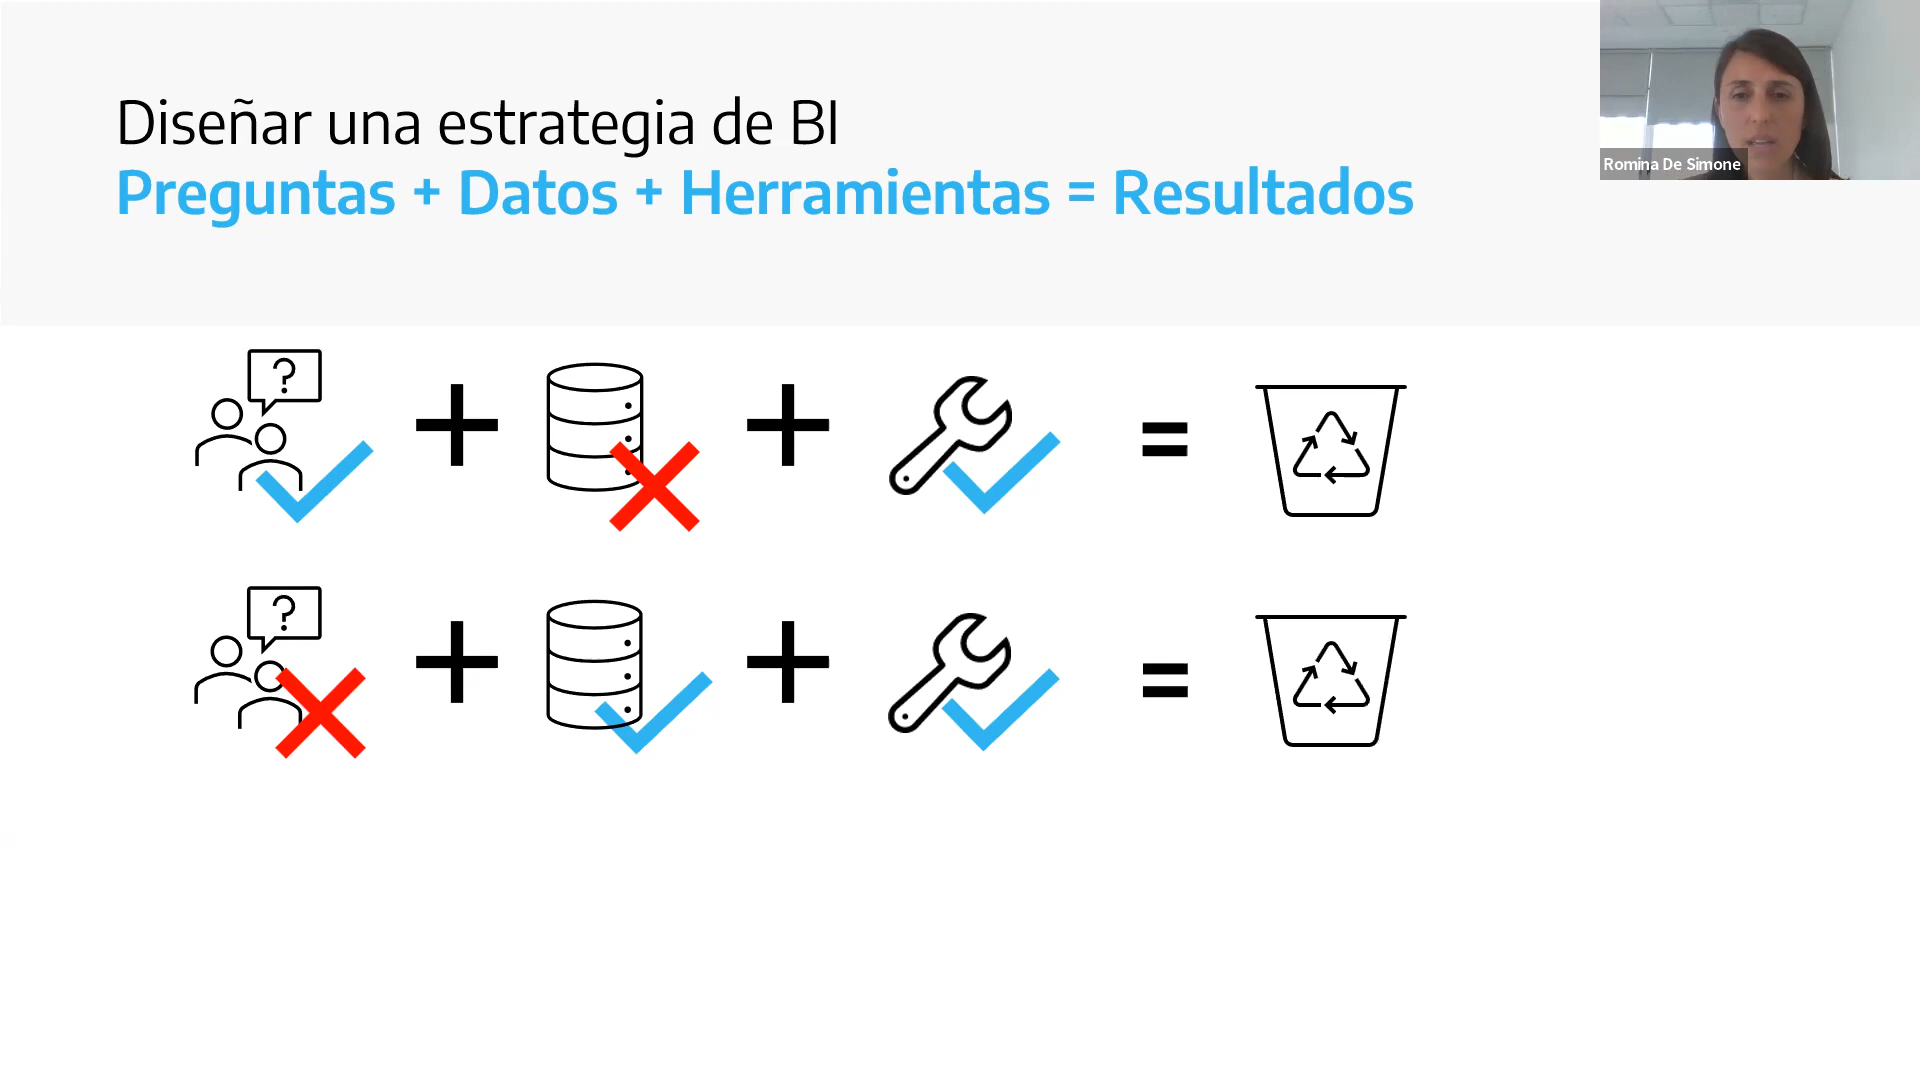 Diseñar una estrategia de BI
Preguntas + Datos + Herramientas = Resultados
Romina De Simone
?
?